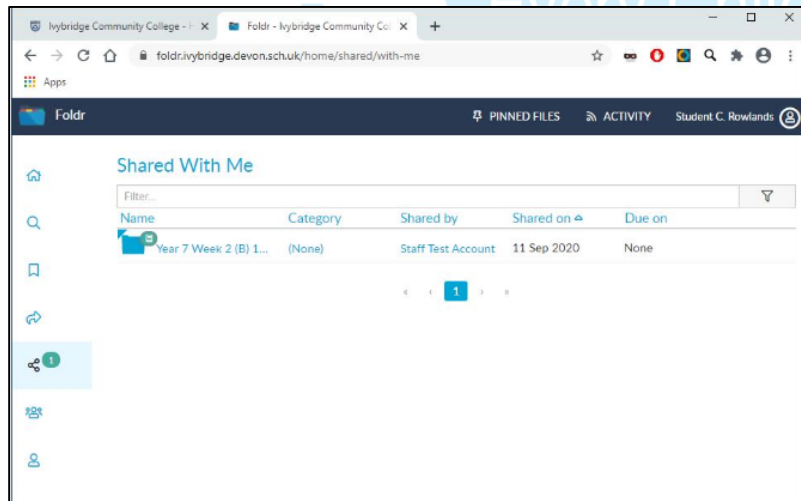 Ivybridge Community College - H
Foldr - Ivybridge Community Col
foldr.ivybridge.devon.sch.uk/home/shared/with-me
Apps
Foldr
PINNED FILES
ACTIVITY
Student C. Rowlands
Shared With Me
Filter...
Name Category Shared by Shared on Due on
Year 7 Week 2 (B) 1... (None) Staff Test Account 11 Sep 2020 None
« ‹ 1 › »
1